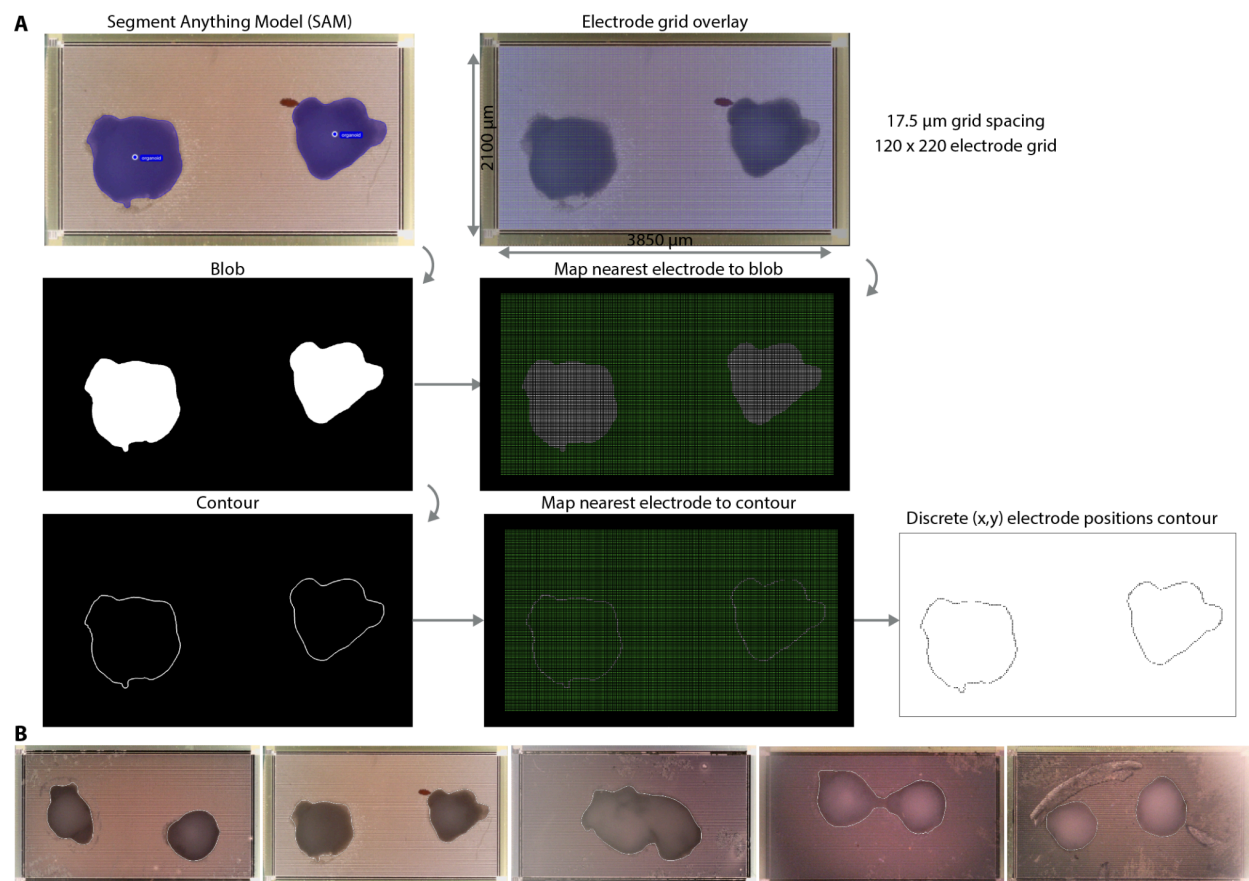 A
Segment Anything Model (SAM)
Electrode grid overlay
organoid
organoid
2100 µm
3850 µm
17.5 µm grid spacing
120 x 220 electrode grid
Blob
Map nearest electrode to blob
Contour
Map nearest electrode to contour
Discrete (x,y) electrode positions contour
B